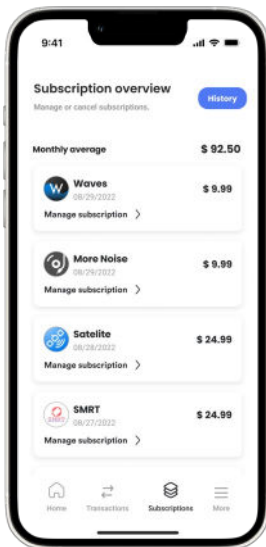 9:41
Subscription overview
Manage or cancel subscriptions.
History
Monthly average
$ 92.50
Waves
08/29/2022
$ 9.99
Manage subscription
More Noise
08/29/2022
$ 9.99
Manage subscription
Satelite
08/28/2022
$ 24.99
Manage subscription
SMRT
08/27/2022
$ 24.99
Manage subscription
Home
Transactions
Subscriptions
More